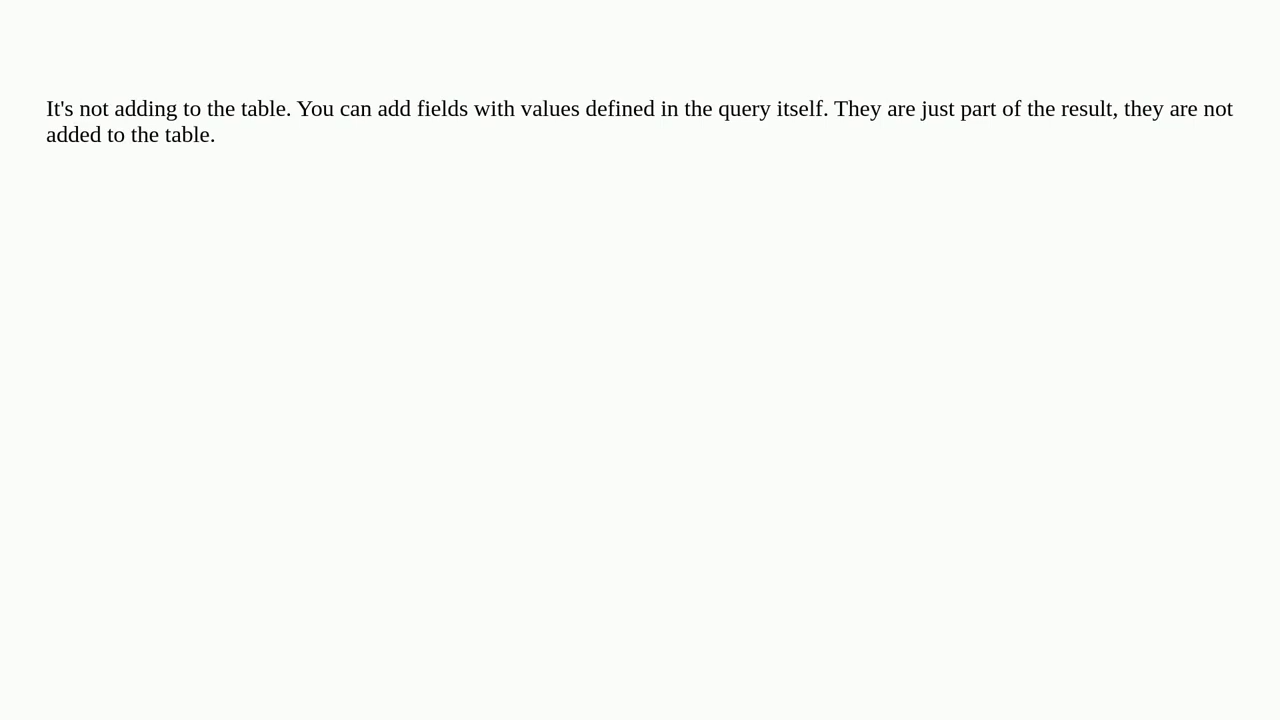 It's not adding to the table. You can add fields with values defined in the query itself. They are just part of the result, they are not
added to the table.